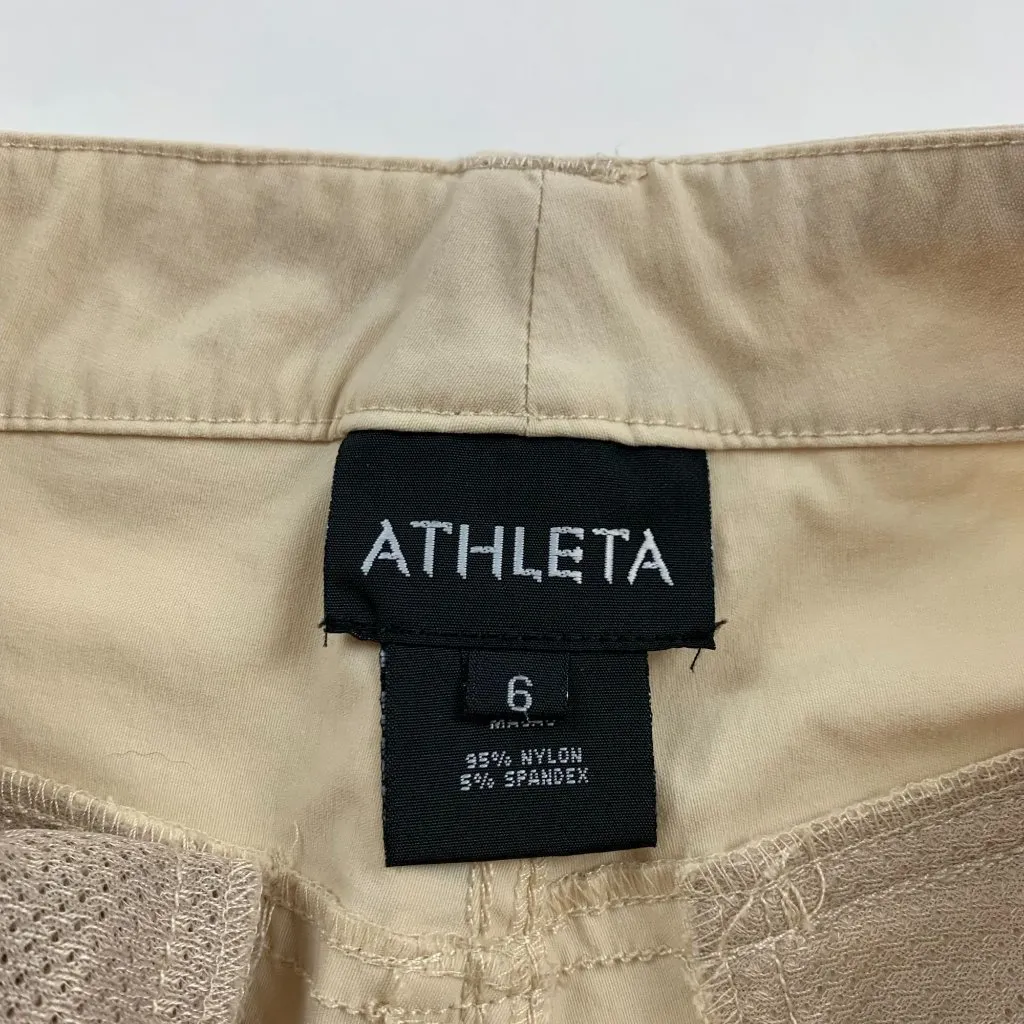 ATHLETA
6
95% NYLON
5% SPANDEX